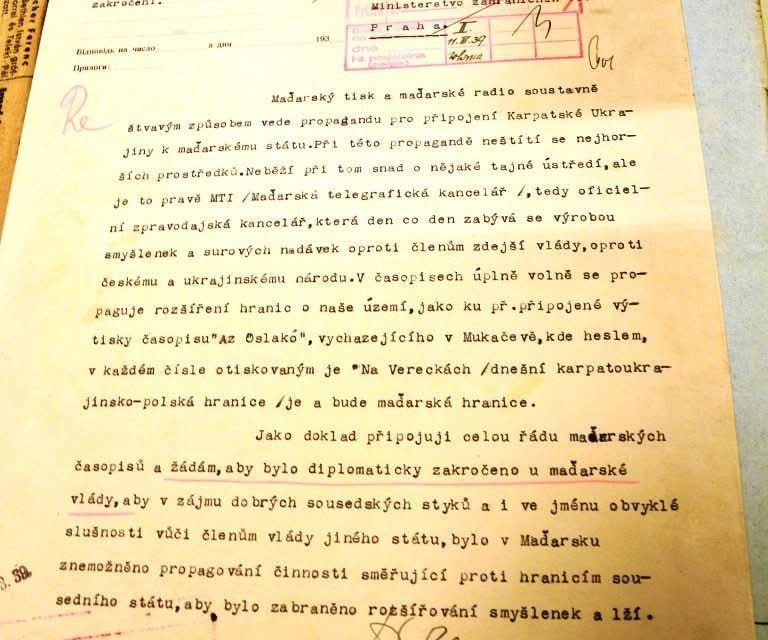 zakročení.
Ministerstvo zahraničních
Praha.
I
Відповідь на число
а дня
193
11.III 39
Прилоги:
Re
Maďarský tisk a maďarské radio soustavně
štvavým způsobem vede propagandu pro připojení Karpatské Ukra-
jiny k maďarskému státu.Při této propagandě neštítí se nejhor-
ších prostředků.Neběží při tom snad o nějaké tajné ústředí,ale
je to pravě MTI /Maďarská telegrafická kancelář /,tedy oficiel-
ní zpravodajská kancelář,která den co den zabývá se výrobou
smyšlenek a surových nadávek oproti členům zdejší vlády,oproti
českému a ukrajinskému národu.V časopisech úplně volně se pro-
paguje rozšíření hranic o naše území,jako ku př.připojené vý-
tisky časopisu"Az Oslakó",vychazejícího v Mukačevě,kde heslem,
v každém čísle otiskovaným je "Na Vereckách /dnešní karpatoukra-
jinsko-polská hranice /je a bude maďarská hranice.
Jako doklad připojuji celou řádu maďarských
časopisů a žádám,aby bylo diplomaticky zakročeno u maďarské
vlády,aby v zájmu dobrých sousedských styků a i ve jménu obvyklé
slušnosti vůči členům vlády jiného státu,bylo v Maďarsku
znemožněno propagování činnosti směřující proti hranicím sou-
sedního státu,aby bylo zabraněno rozšířování smyšlenek a lží.
39.